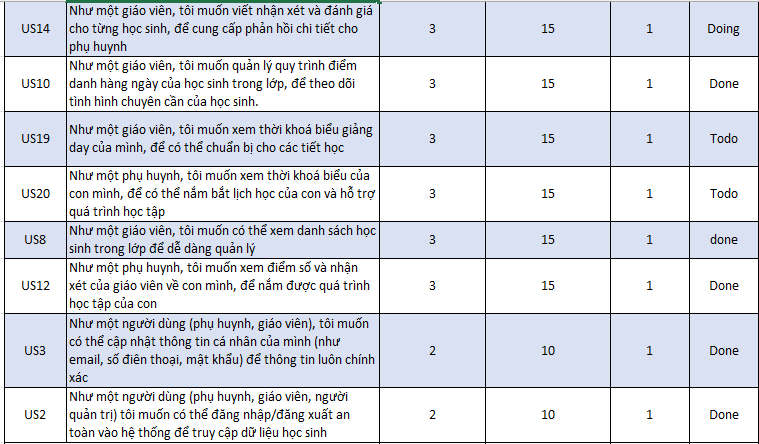 US14 Như một giáo viên, tôi muốn viết nhận xét và đánh giá
cho từng học sinh, để cung cấp phản hồi chi tiết cho
phụ huynh 3 15 1 Doing
US10 Như một giáo viên, tôi muốn quản lý quy trình điểm
danh hàng ngày của học sinh trong lớp, để theo dõi
tình hình chuyên cần của học sinh. 3 15 1 Done
US19 Như một giáo viên, tôi muốn xem thời khoá biểu giảng
day của mình, để có thể chuẩn bị cho các tiết học 3 15 1 Todo
US20 Như một phụ huynh, tôi muốn xem thời khoá biểu của
con mình, để có thể nắm bắt lịch học của con và hỗ trợ
quá trình học tập 3 15 1 Todo
US8 Như một giáo viên, tôi muốn có thể xem danh sách học
sinh trong lớp để dễ dàng quản lý 3 15 1 done
US12 Như một phụ huynh, tôi muốn xem điểm số và nhận
xét của giáo viên về con mình, để nắm được quá trình
học tập của con 3 15 1 Done
US3 Như một người dùng (phụ huynh, giáo viên), tôi muốn
có thể cập nhật thông tin cá nhân của mình (như
email, số điên thoại, mật khẩu) để thông tin luôn chính
xác 2 10 1 Done
US2 Như một người dùng (phụ huynh, giáo viên, người
quản trị) tôi muốn có thể đăng nhập/đăng xuất an
toàn vào hệ thống để truy cập dữ liệu học sinh 2 10 1 Done